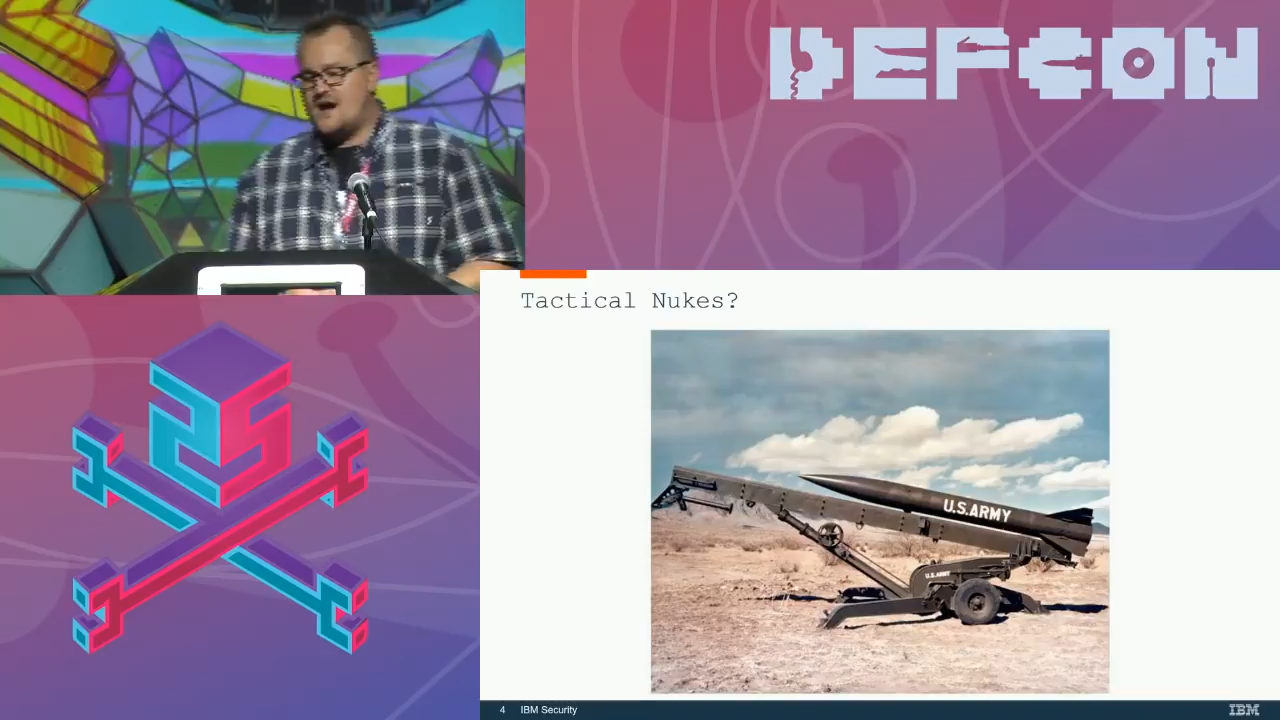 DEFCON
Tactical Nukes?
U.S.ARMY
U.S.ARMY
4 IBM Security
IBM